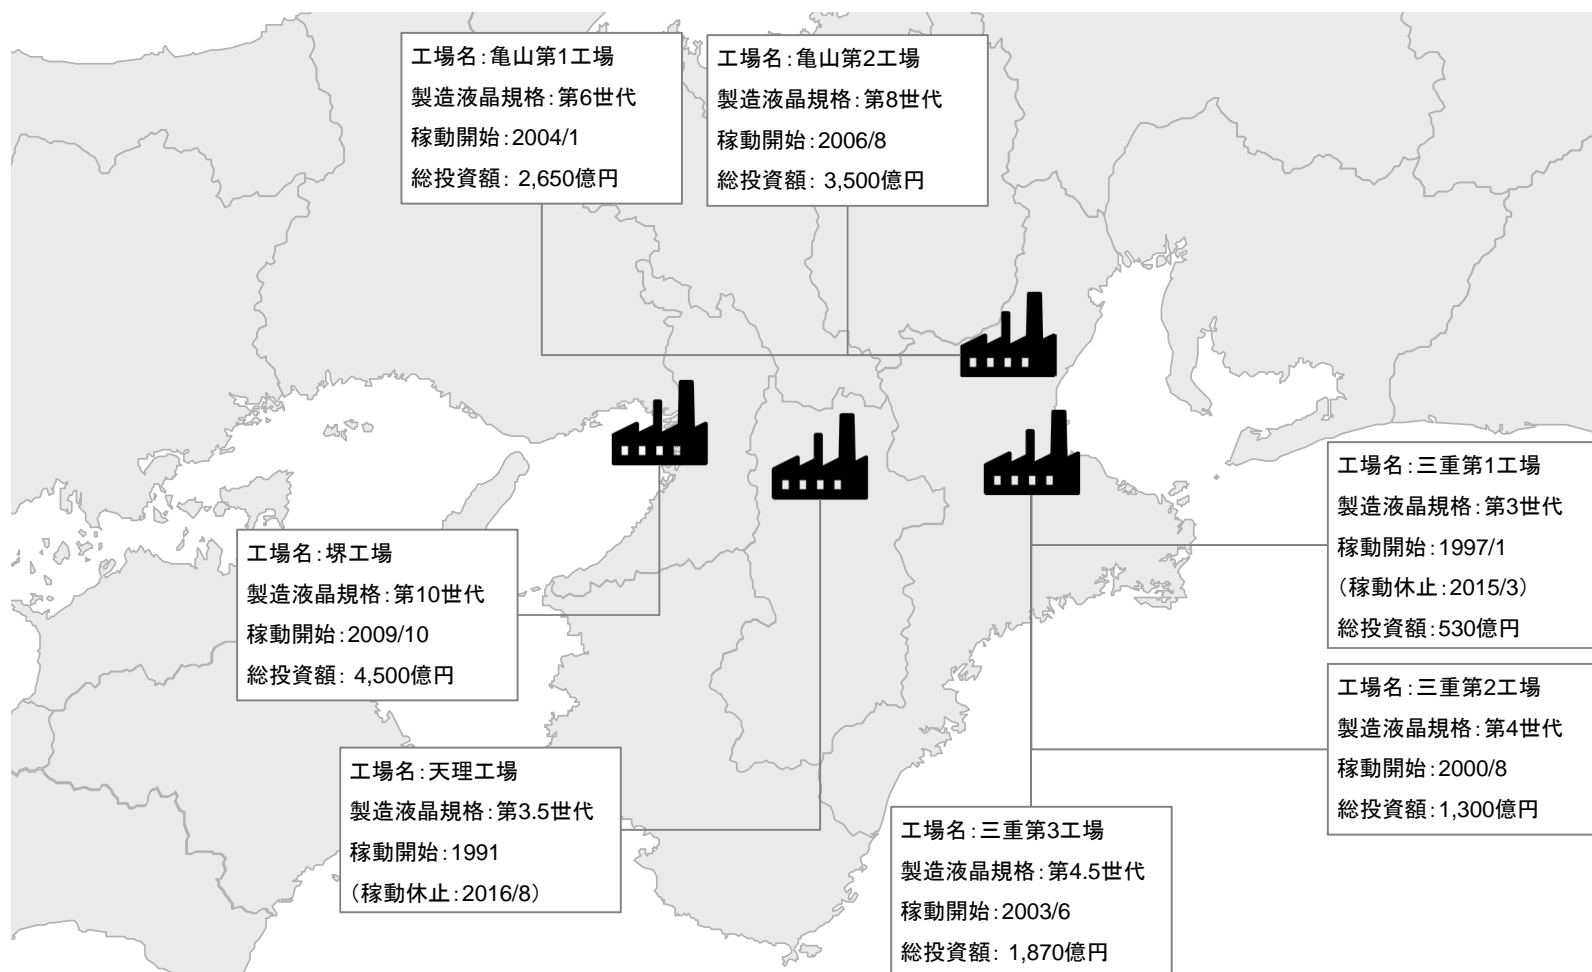 工場名：亀山第1工場
製造液晶規格：第6世代
稼動開始：2004/1
総投資額： 2,650億円
工場名：亀山第2工場
製造液晶規格：第8世代
稼動開始：2006/8
総投資額： 3,500億円
工場名：三重第1工場
製造液晶規格：第3世代
稼動開始：1997/1
（稼動休止：2015/3）
総投資額：530億円
工場名：堺工場
製造液晶規格：第10世代
稼動開始：2009/10
総投資額： 4,500億円
工場名：三重第2工場
製造液晶規格：第4世代
稼動開始：2000/8
総投資額：1,300億円
工場名：天理工場
製造液晶規格：第3.5世代
稼動開始：1991
（稼動休止：2016/8）
工場名：三重第3工場
製造液晶規格：第4.5世代
稼動開始：2003/6
総投資額： 1,870億円